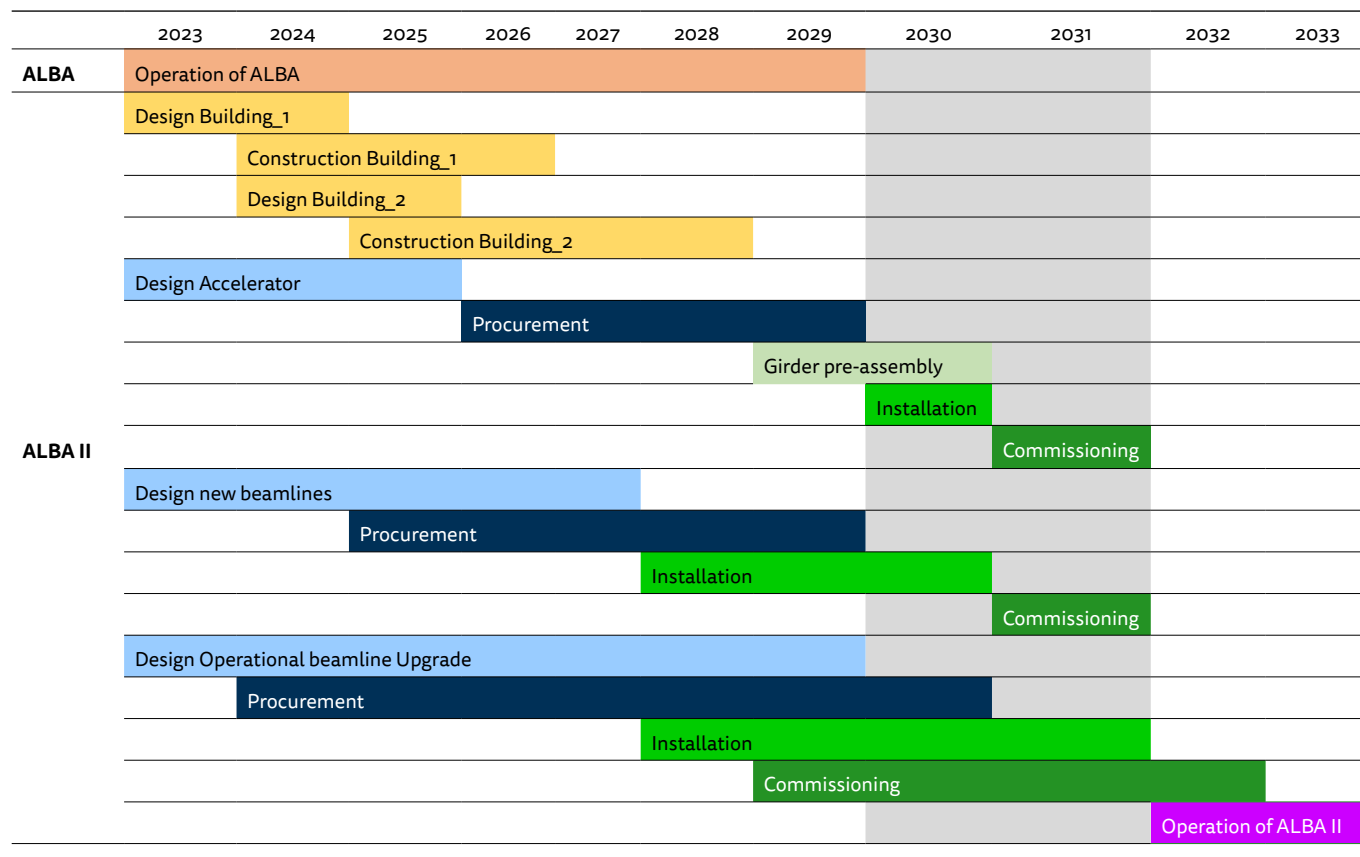 2023 2024 2025 2026 2027 2028 2029 2030 2031 2032 2033
ALBA Operation of ALBA
Design Building_1
Construction Building_1
Design Building_2
Construction Building_2
Design Accelerator
Procurement
Girder pre-assembly
Installation
ALBA II Commissioning
Design new beamlines
Procurement
Installation
Commissioning
Design Operational beamline Upgrade
Procurement
Installation
Commissioning
Operation of ALBA II